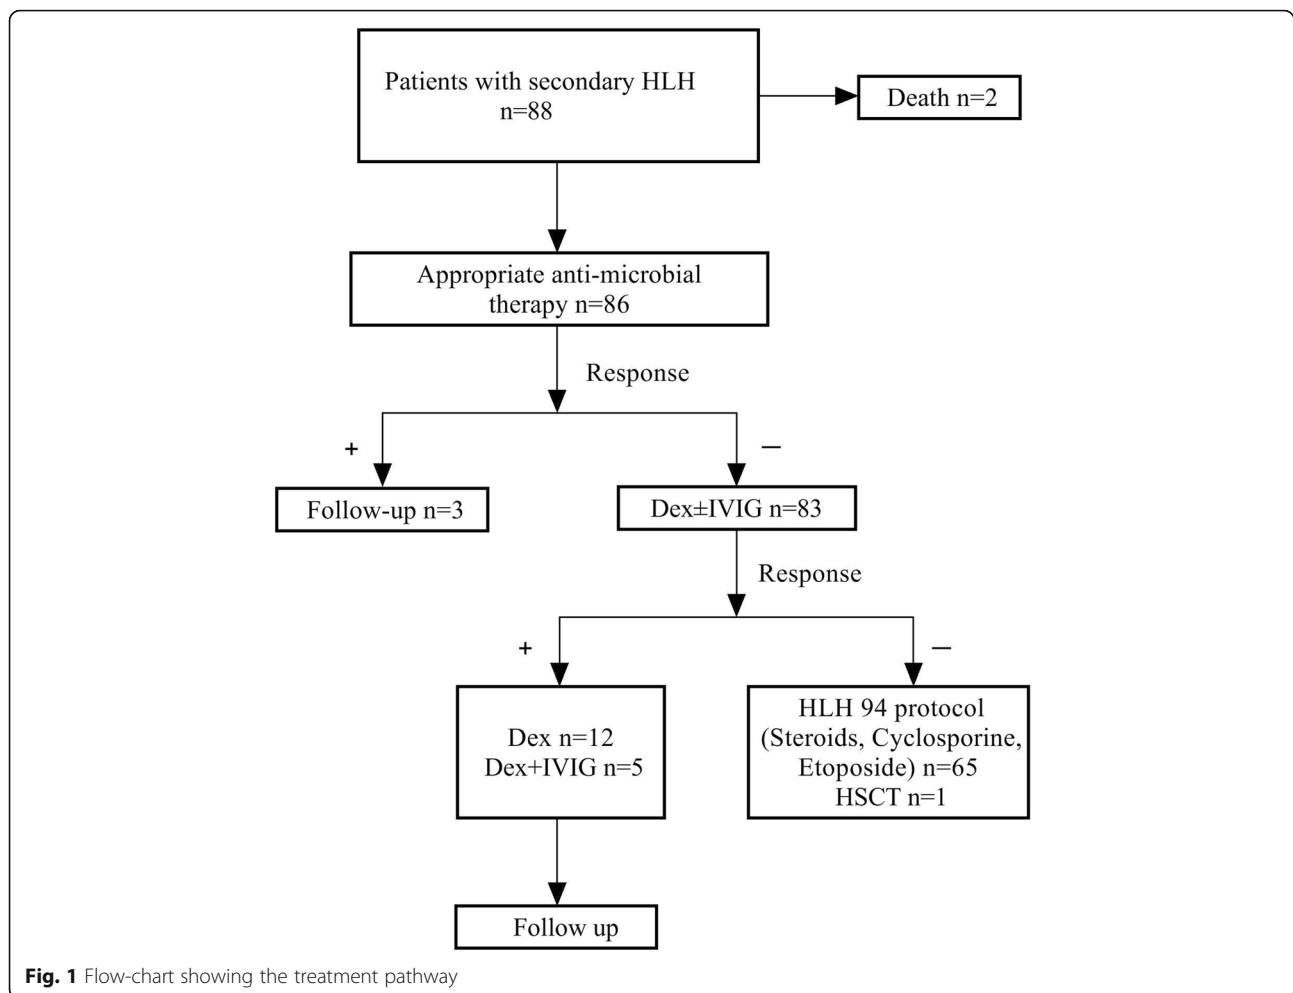 Patients with secondary HLH
n=88
Death n=2
Appropriate anti-microbial
therapy n=86
Response
+
—
Follow-up n=3
Dex±IVIG n=83
Response
+
—
Dex n=12
Dex+IVIG n=5
HLH 94 protocol
(Steroids, Cyclosporine,
Etoposide) n=65
HSCT n=1
Follow up
Fig. 1 Flow-chart showing the treatment pathway